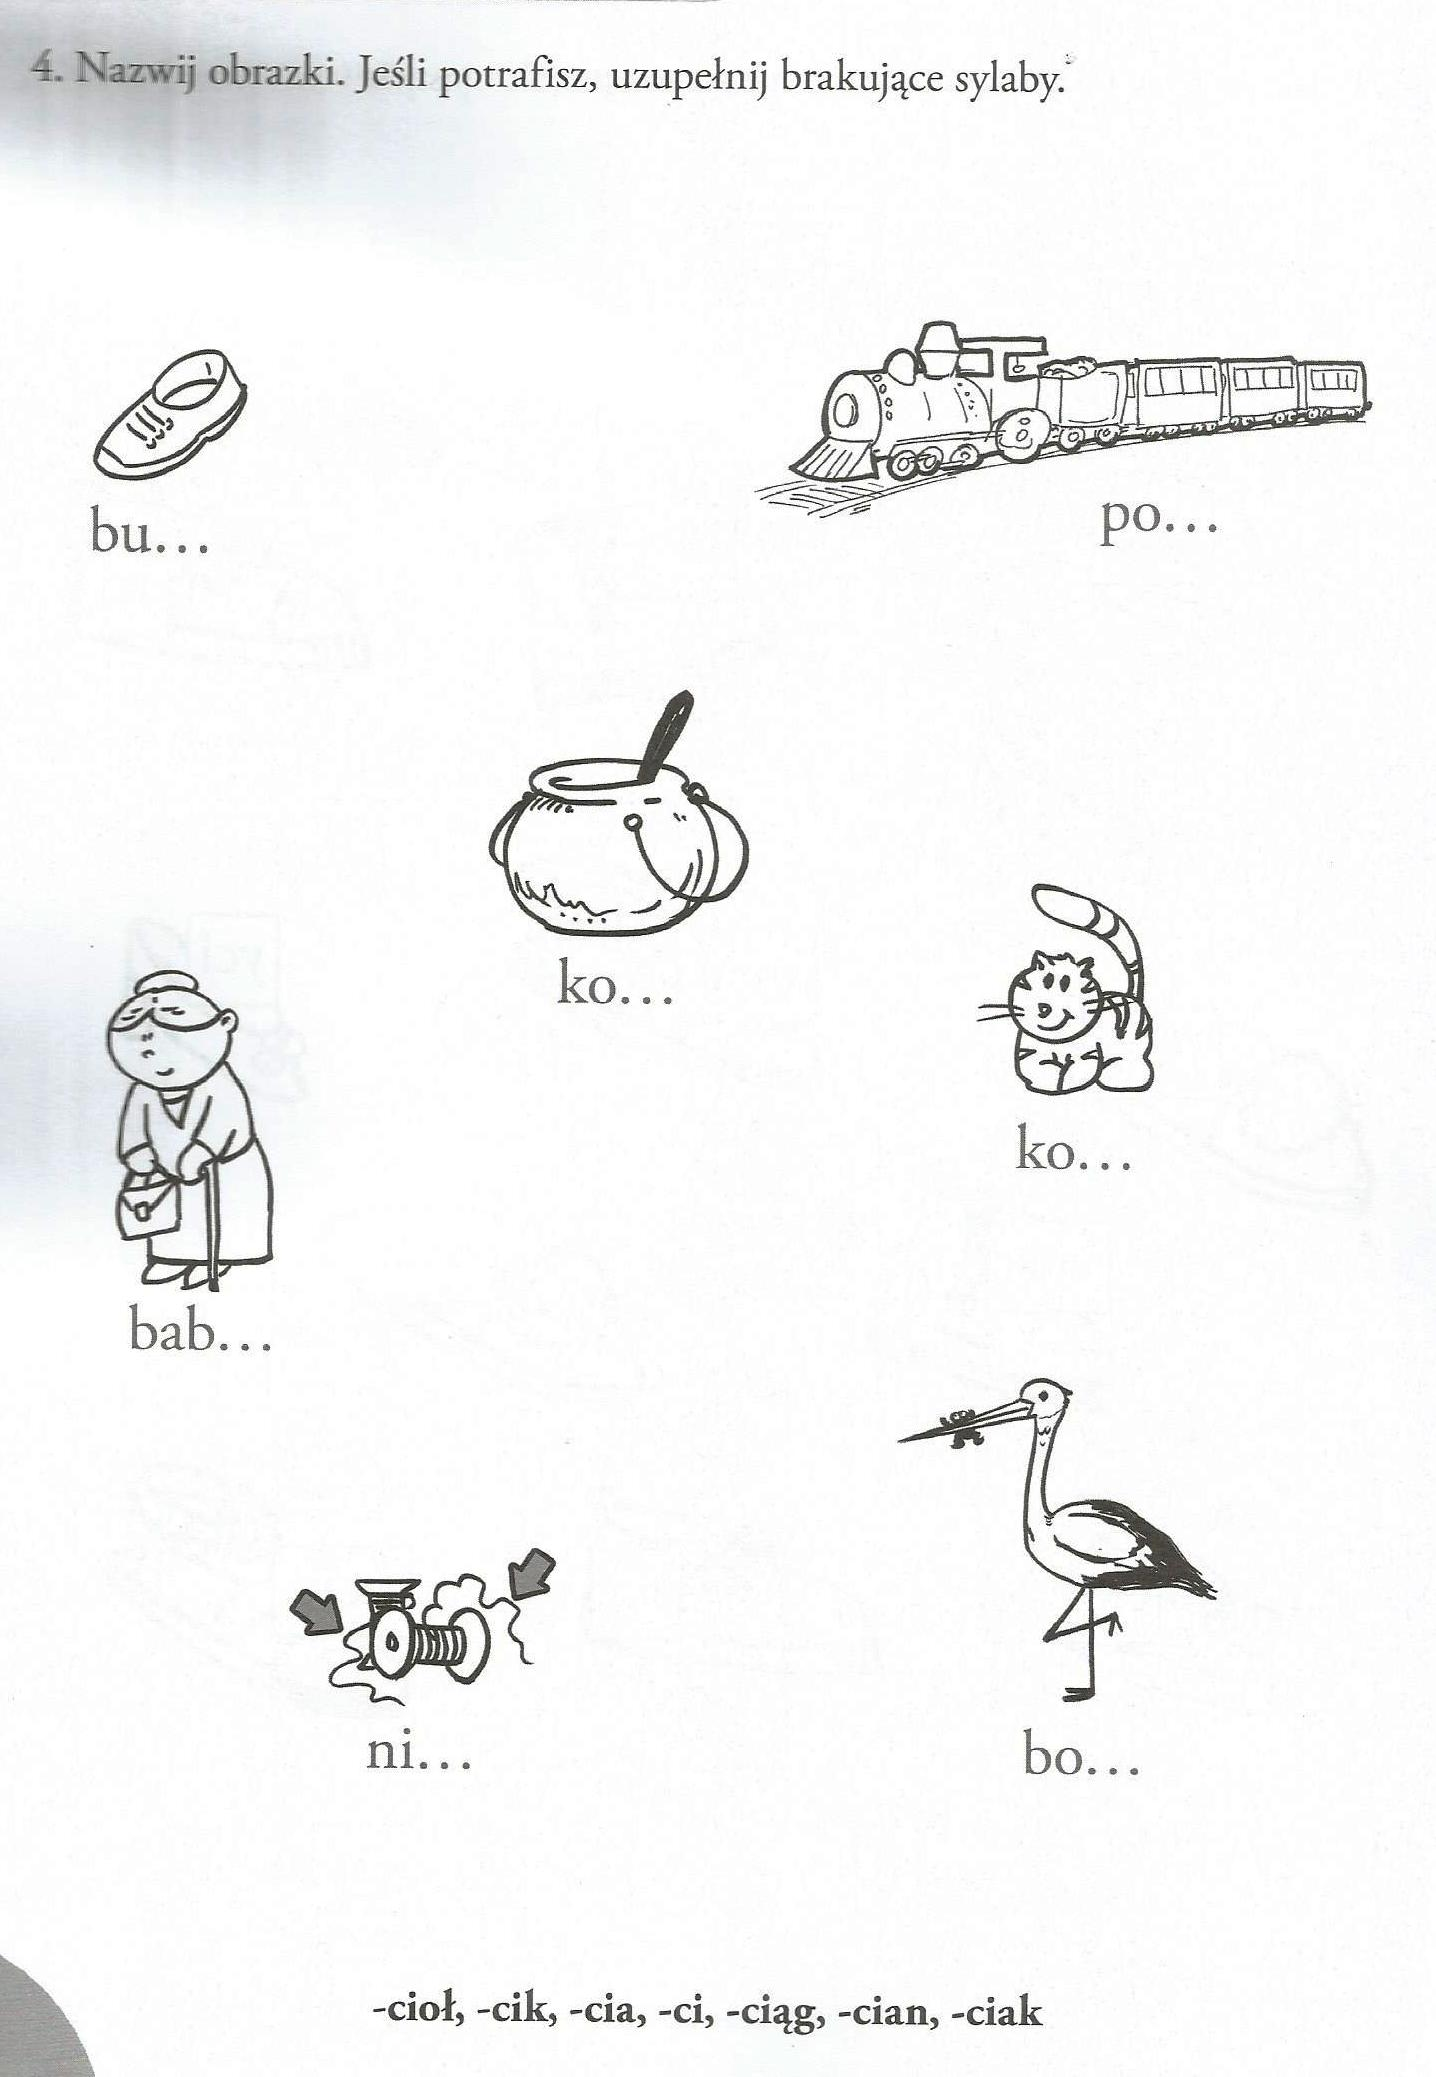 4. Nazwij obrazki. Jeśli potrafisz, uzupełnij brakujące sylaby.
bu…
po…
ko…
ko…
bab…
ni…
bo…
-cioł, -cik, -cia, -ci, -ciąg, -cian, -ciak